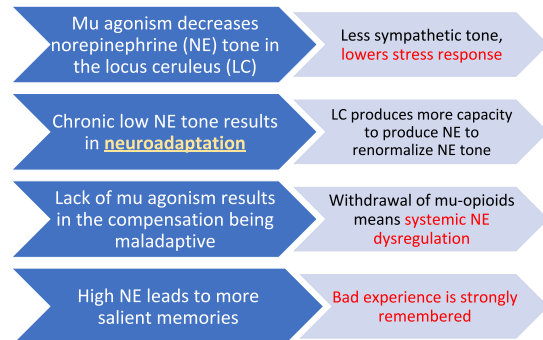 Mu agonism decreases
norepinephrine (NE) tone in
the locus ceruleus (LC)
Less sympathetic tone,
lowers stress response
Chronic low NE tone results
in neuroadaptation
LC produces more capacity
to produce NE to
renormalize NE tone
Lack of mu agonism results
in the compensation being
maladaptive
Withdrawal of mu-opioids
means systemic NE
dysregulation
High NE leads to more
salient memories
Bad experience is strongly
remembered